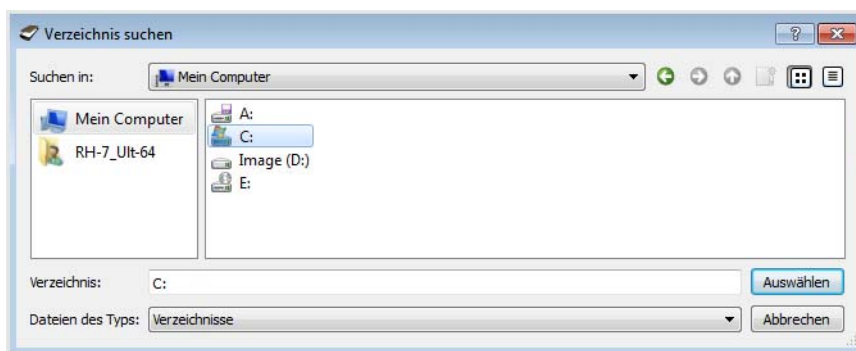 Verzeichnis suchen
Suchen in: Mein Computer
Mein Computer
RH-7_Ult-64
A:
C:
Image (D:)
E:
Verzeichnis: C: Auswählen
Dateien des Typs: Verzeichnisse Abbrechen